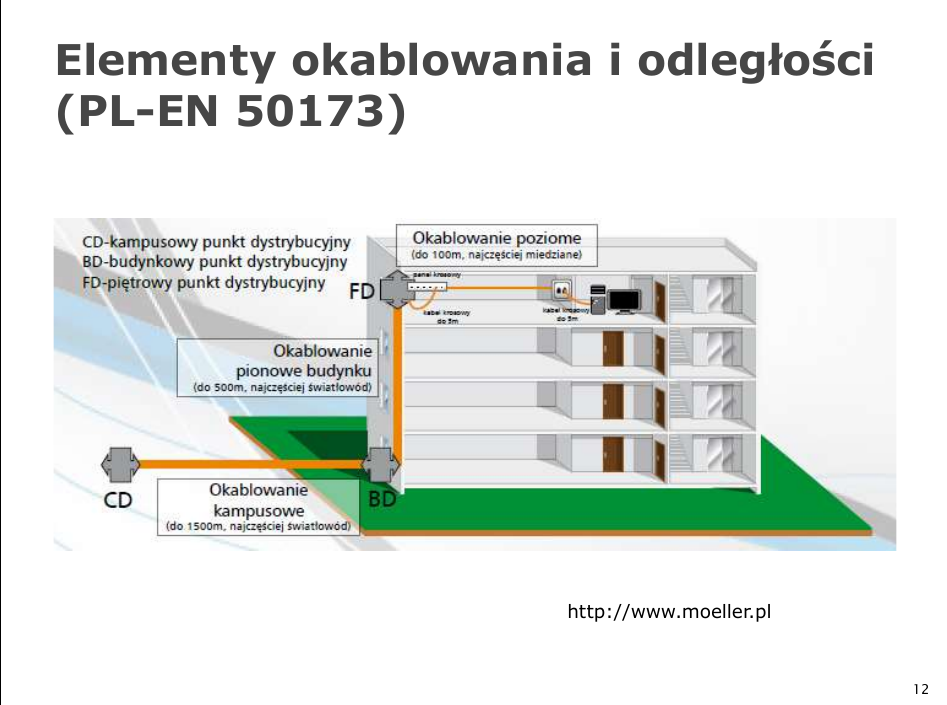 Elementy okablowania i odległości
(PL-EN 50173)
CD-kampusowy punkt dystrybucyjny
BD-budynkowy punkt dystrybucyjny
FD-piętrowy punkt dystrybucyjny
Okablowanie poziome
(do 100m, najczęściej miedziane)
panel krosowy
FD
kabel krosowy
do 5m
kabel krosowy
do 5m
Okablowanie
pionowe budynku
(do 500m, najczęściej światłowód)
CD
BD
Okablowanie
kampusowe
(do 1500m, najczęściej światłowód)
http://www.moeller.pl
12